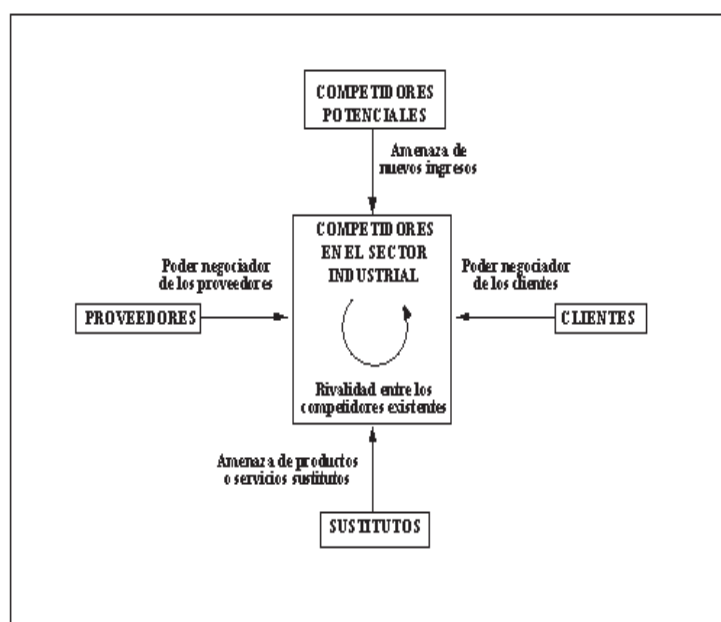 COMPETIDORES
POTENCIALES
Amenaza de
nuevos ingresos
COMPETIDORES
EN EL SECTOR
INDUSTRIAL
Poder negociador
de los proveedores
Poder negociador
de los clientes
PROVEEDORES
CLIENTES
Rivalidad entre los
competidores existentes
Amenaza de productos
o servicios sustitutos
SUSTITUTOS